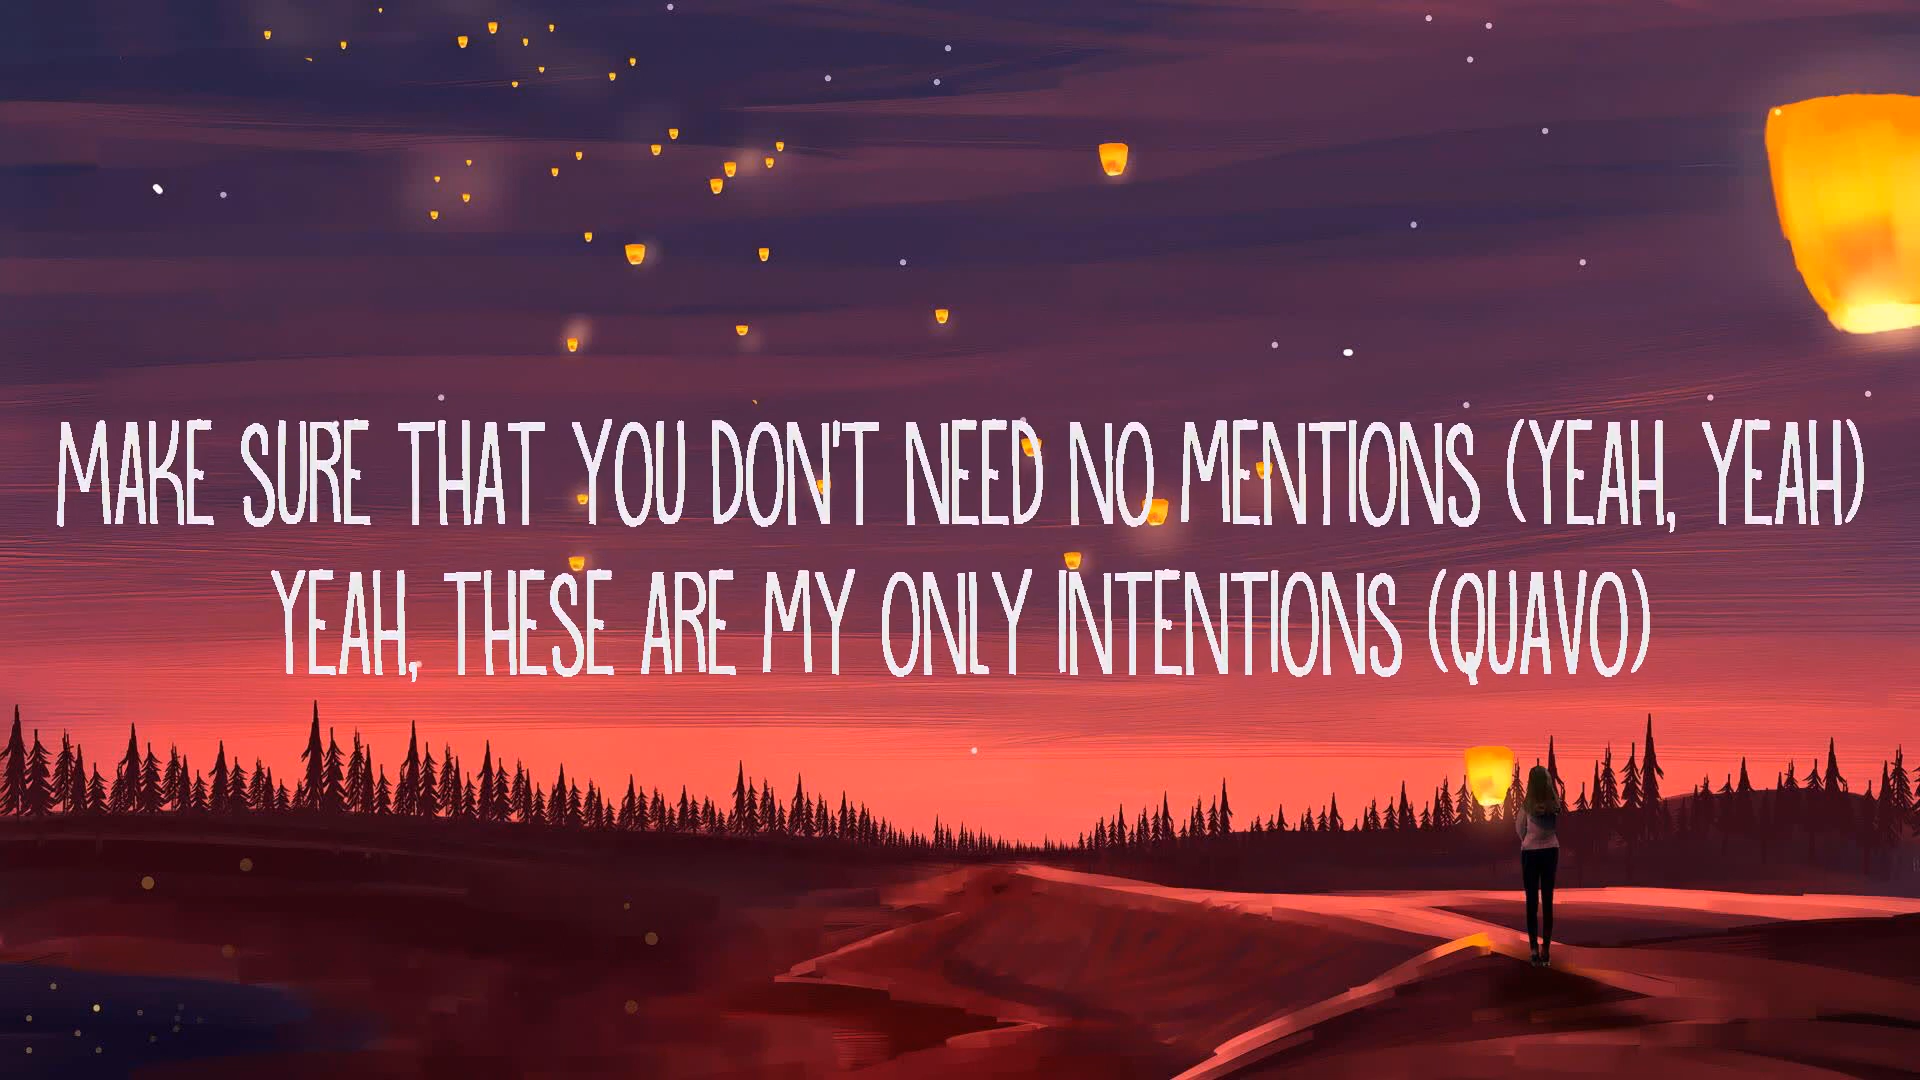 MAKE SURE THAT YOU DON'T NEED NO MENTIONS (YEAH, YEAH)
YEAH, THESE ARE MY ONLY INTENTIONS (QUAVO)